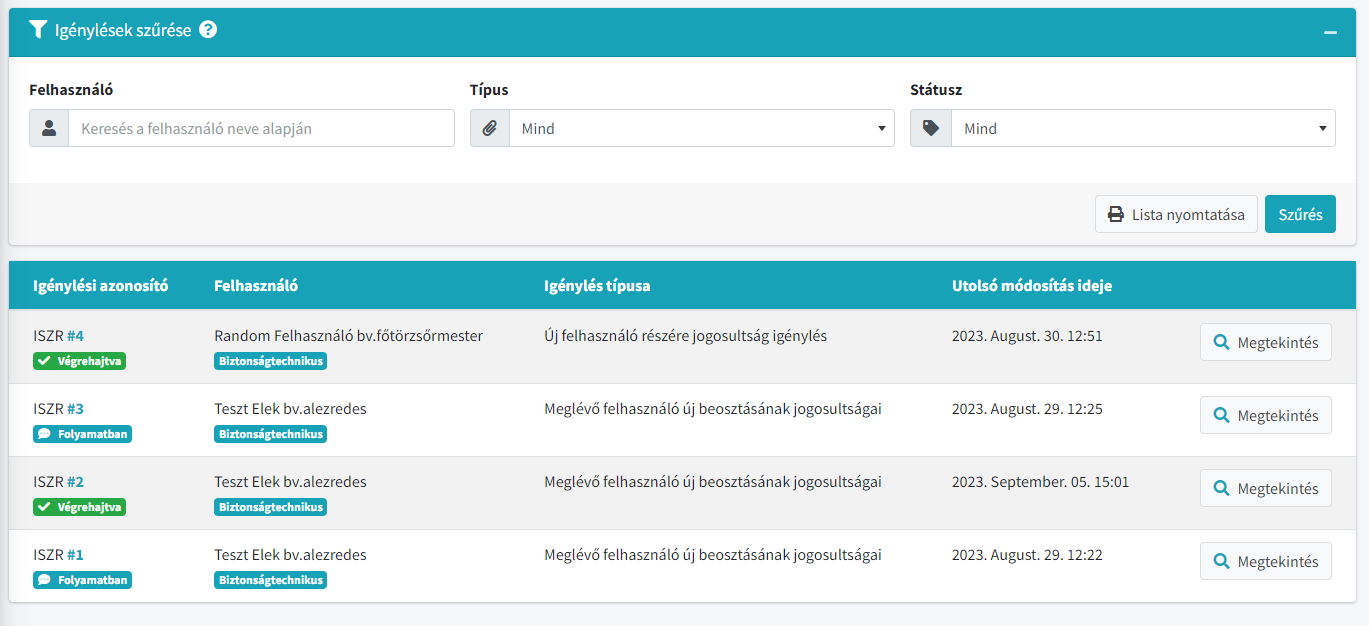 Igénylések szűrése
Felhasználó Típus Státusz
Keresés a felhasználó neve alapján Mind Mind
Lista nyomtatása Szűrés
Igénylési azonosító Felhasználó Igénylés típusa Utolsó módosítás ideje
ISZR #4 Random Felhasználó bv.főtörzsőrmester Új felhasználó részére jogosultság igénylés 2023. August. 30. 12:51 Megtekintés
Végrehajtva Biztonságtechnikus
ISZR #3 Teszt Elek bv.alezredes Meglévő felhasználó új beosztásának jogosultságai 2023. August. 29. 12:25 Megtekintés
Folyamatban Biztonságtechnikus
ISZR #2 Teszt Elek bv.alezredes Meglévő felhasználó új beosztásának jogosultságai 2023. September. 05. 15:01 Megtekintés
Végrehajtva Biztonságtechnikus
ISZR #1 Teszt Elek bv.alezredes Meglévő felhasználó új beosztásának jogosultságai 2023. August. 29. 12:22 Megtekintés
Folyamatban Biztonságtechnikus